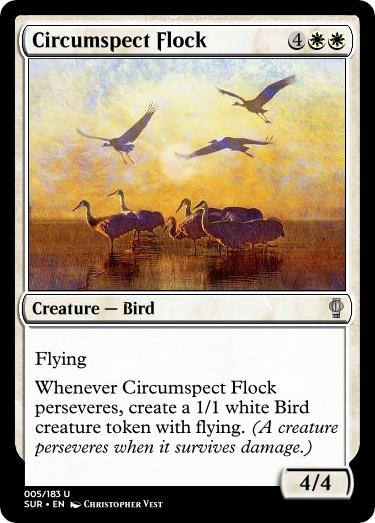 Circumspect Flock 4
Creature — Bird
Flying
Whenever Circumspect Flock
perseveres, create a 1/1 white Bird
creature token with flying. (A creature
perseveres when it survives damage.)
4/4
005/183 U
SUR • EN Christopher Vest